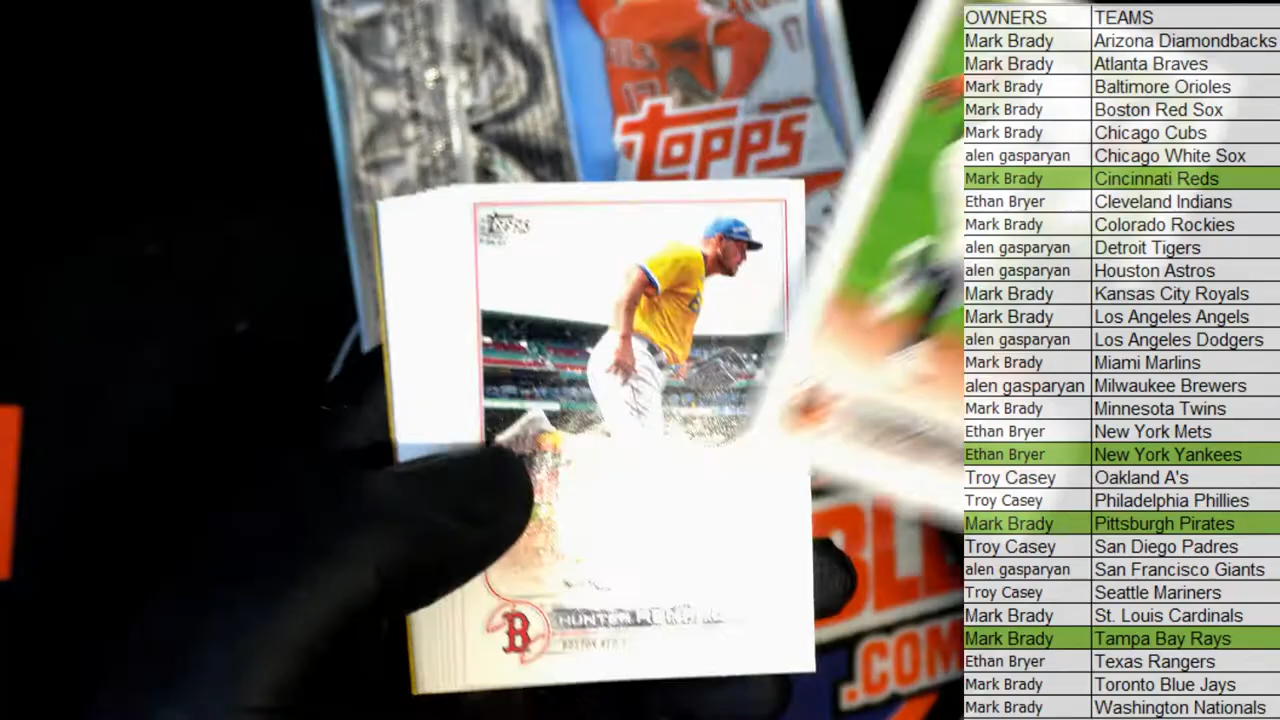 OWNERS TEAMS
Mark Brady Arizona Diamondbacks
Mark Brady Atlanta Braves
Mark Brady Baltimore Orioles
Mark Brady Boston Red Sox
Mark Brady Chicago Cubs
alen gasparyan Chicago White Sox
Mark Brady Cincinnati Reds
Ethan Bryer Cleveland Indians
Mark Brady Colorado Rockies
alen gasparyan Detroit Tigers
alen gasparyan Houston Astros
Mark Brady Kansas City Royals
Mark Brady Los Angeles Angels
alen gasparyan Los Angeles Dodgers
Mark Brady Miami Marlins
alen gasparyan Milwaukee Brewers
Mark Brady Minnesota Twins
Ethan Bryer New York Mets
Ethan Bryer New York Yankees
Troy Casey Oakland A's
Troy Casey Philadelphia Phillies
Mark Brady Pittsburgh Pirates
Troy Casey San Diego Padres
alen gasparyan San Francisco Giants
Troy Casey Seattle Mariners
Mark Brady St. Louis Cardinals
Mark Brady Tampa Bay Rays
Ethan Bryer Texas Rangers
Mark Brady Toronto Blue Jays
Mark Brady Washington Nationals
17
Topps
TOPPS
B
HUNTER
BOSTON RED
.COM